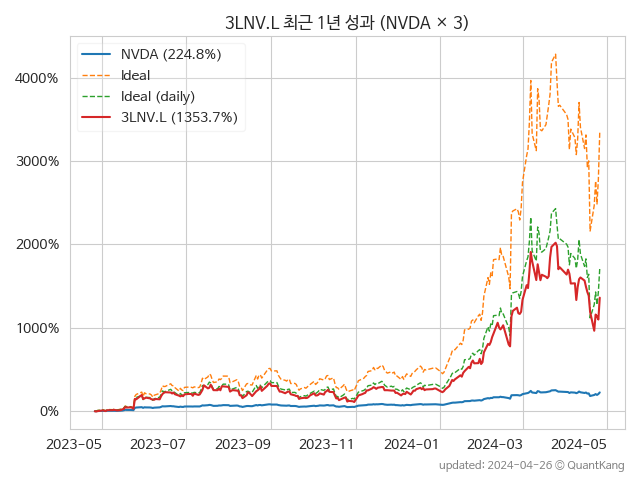 3LNV.L 최근 1년 성과 (NVDA × 3)
NVDA (224.8%)
Ideal
Ideal (daily)
3LNV.L (1353.7%)
4000%
3000%
2000%
1000%
0%
2023-05 2023-07 2023-09 2023-11 2024-01 2024-03 2024-05
updated: 2024-04-26 © QuantKang